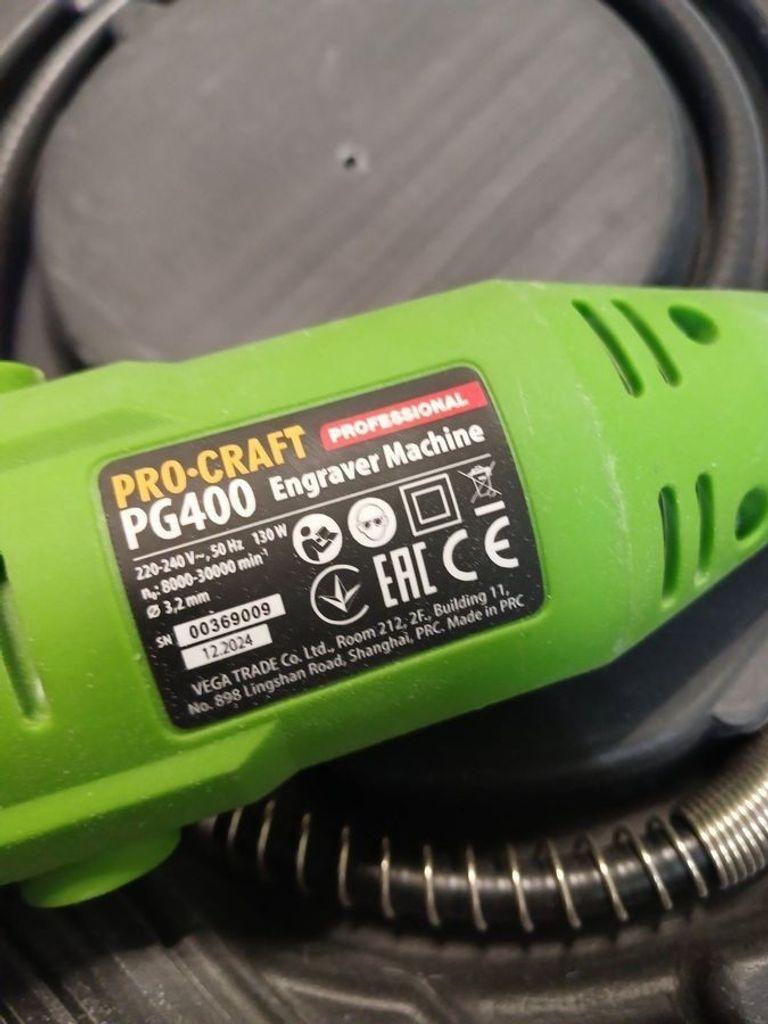 PRO·CRAFT PROFESSIONAL
PG400 Engraver Machine
220-240 V~, 50 Hz 130 W
n₀: 8000-30000 min⁻¹
Ø 3,2 mm
SN 00369009
12.2024
EAC CE
VEGA TRADE Co. Ltd., Room 212, 2F., Building 11,
No. 898 Lingshan Road, Shanghai, PRC. Made in PRC